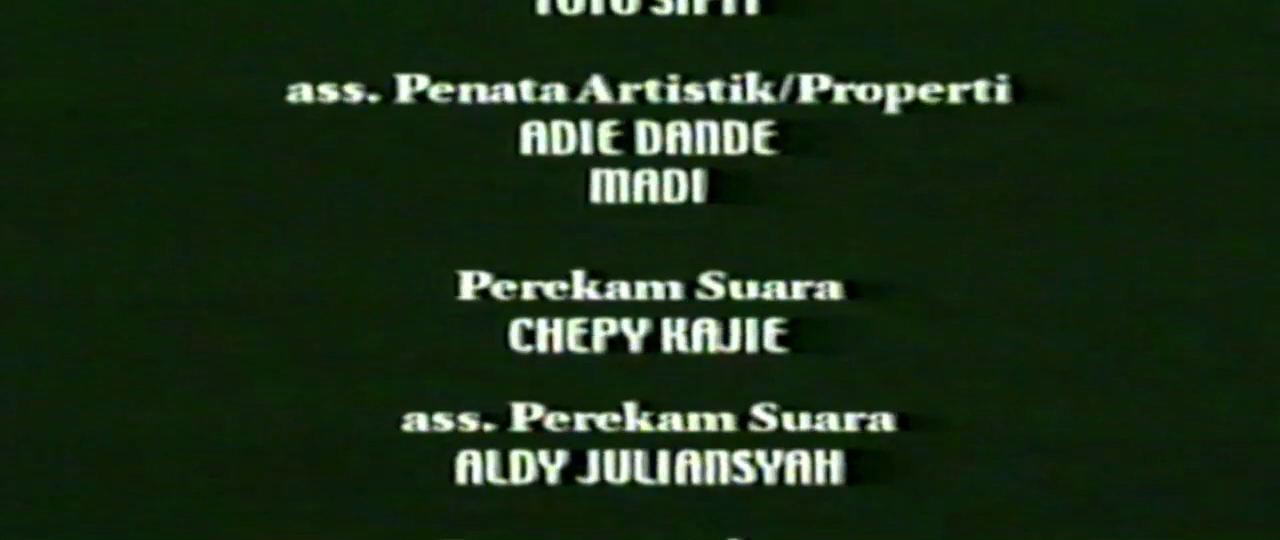 ass. Penata Artistik/Properti
ADIE DANDE
MADI
Perekam Suara
CHEPY KAJIE
ass. Perekam Suara
ALDY JULIANSYAH